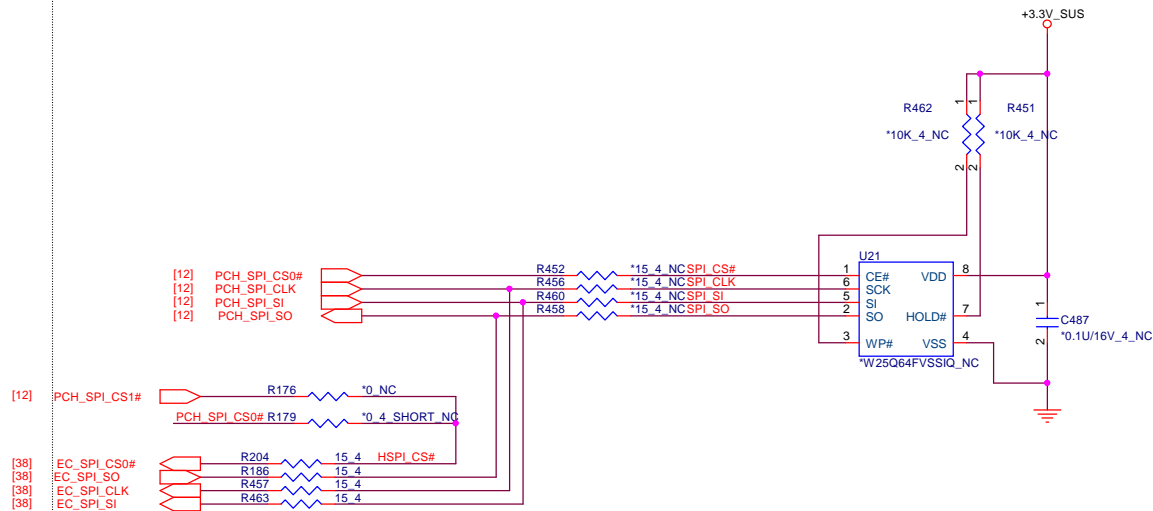 +3.3V_SUS
R462 1 1 R451
*10K_4_NC *10K_4_NC
2 2
U21
[12] PCH_SPI_CS0# R452 *15_4_NC SPI_CS# 1 CE# VDD 8
[12] PCH_SPI_CLK R456 *15_4_NC SPI_CLK 6 SCK
[12] PCH_SPI_SI R460 *15_4_NC SPI_SI 5 SI
[12] PCH_SPI_SO R458 *15_4_NC SPI_SO 2 SO HOLD# 7
1 C487
3 WP# VSS 4
2 *0.1U/16V_4_NC
*W25Q64FVSSIQ_NC
[12] PCH_SPI_CS1# R176 *0_NC
PCH_SPI_CS0# R179 *0_4_SHORT_NC
[38] EC_SPI_CS0# R204 15_4 HSPI_CS#
[38] EC_SPI_SO R186 15_4
[38] EC_SPI_CLK R457 15_4
[38] EC_SPI_SI R463 15_4